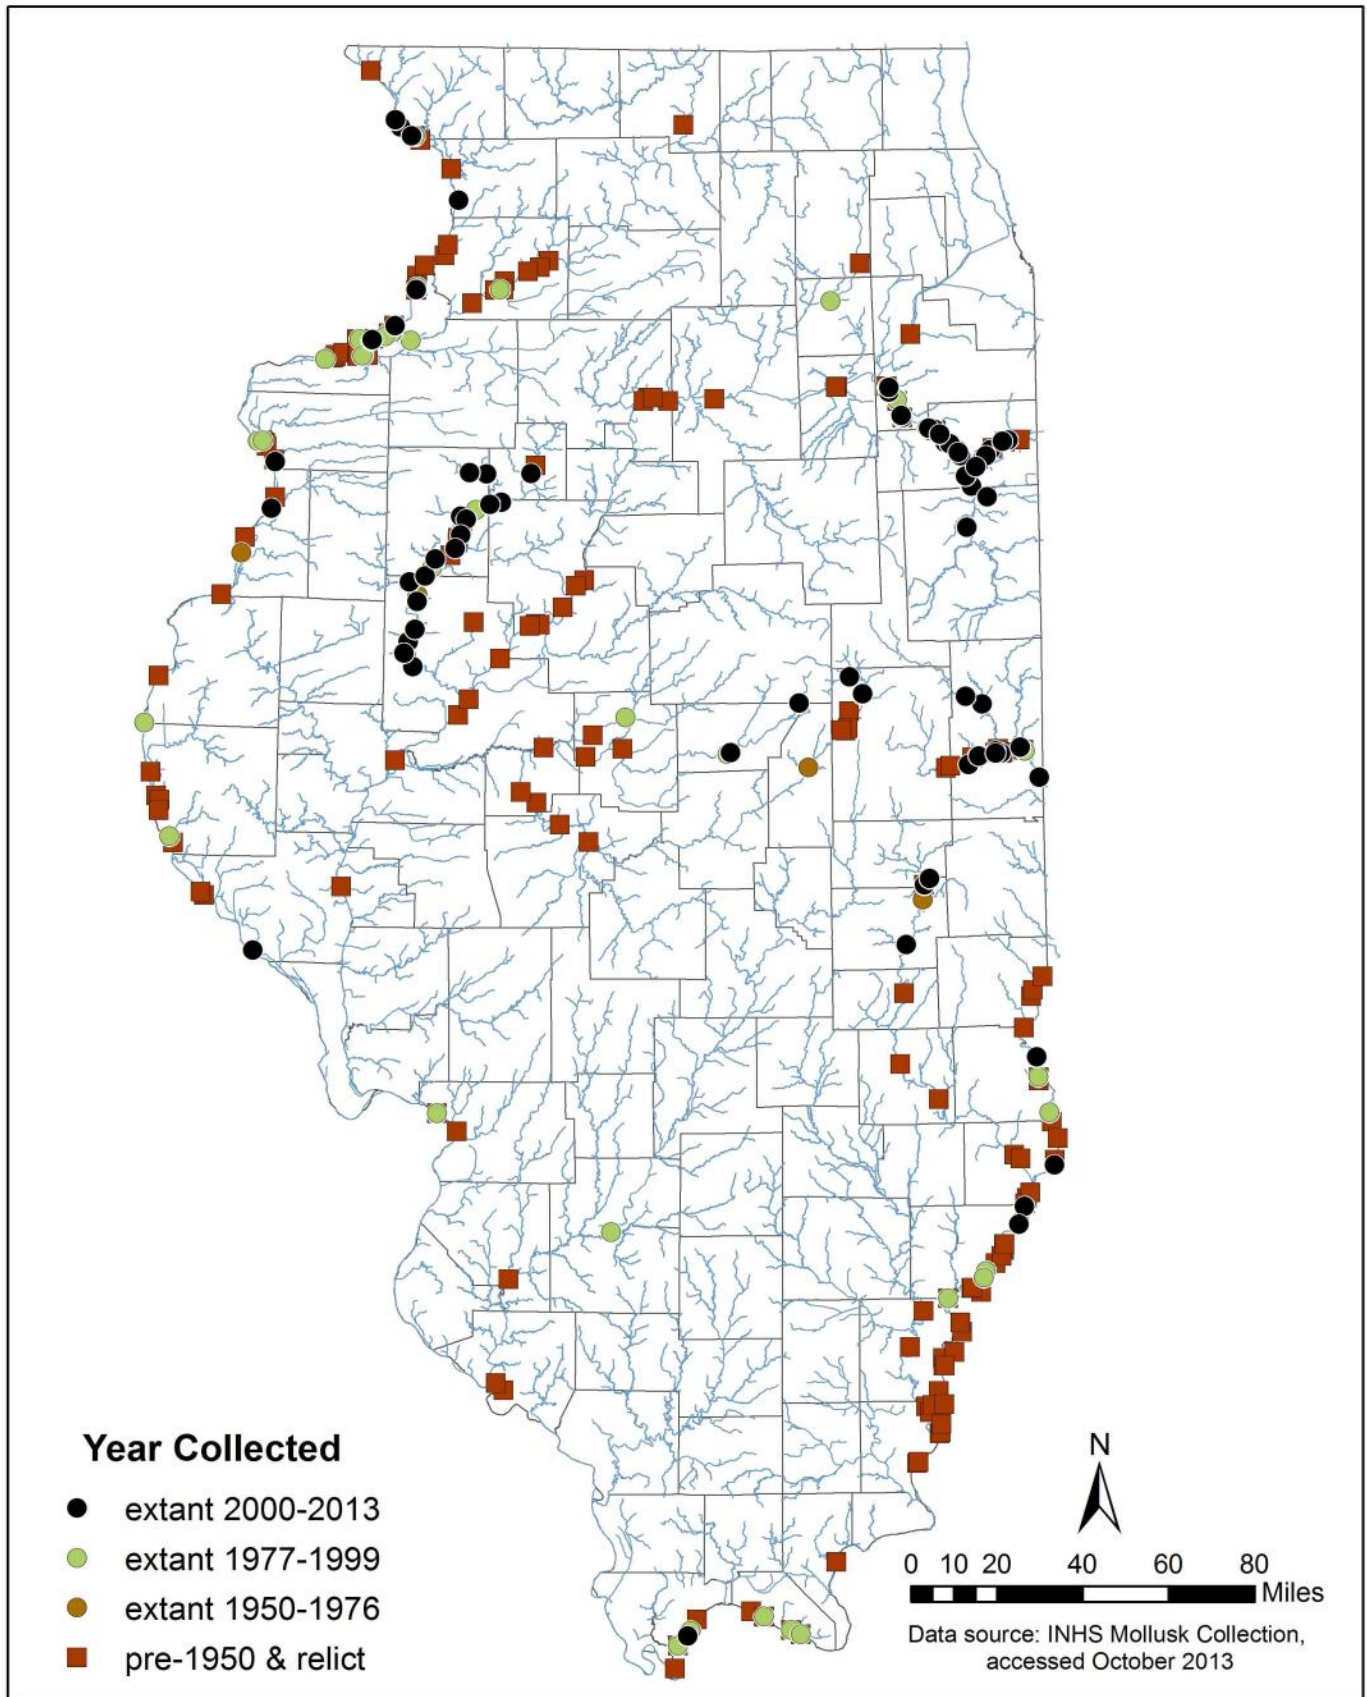 Year Collected
extant 2000-2013
extant 1977-1999
extant 1950-1976
pre-1950 & relict
N
0 10 20 40 60 80
Miles
Data source: INHS Mollusk Collection,
accessed October 2013